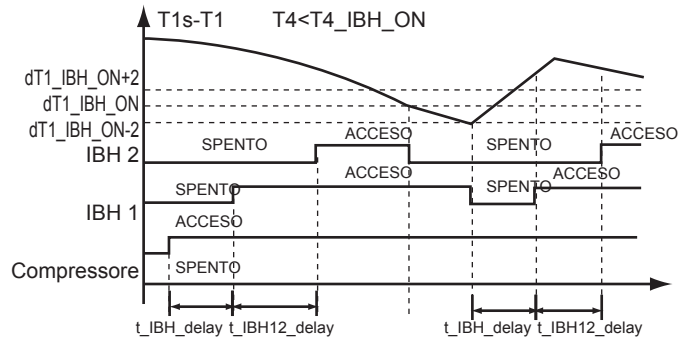 T1s-T1 T4<T4_IBH_ON
dT1_IBH_ON+2
dT1_IBH_ON
dT1_IBH_ON-2
SPENTO ACCESO SPENTO ACCESO
IBH 2
SPENTO ACCESO SPENTO ACCESO
IBH 1
ACCESO
Compressore SPENTO
t_IBH_delay t_IBH12_delay t_IBH_delay t_IBH12_delay